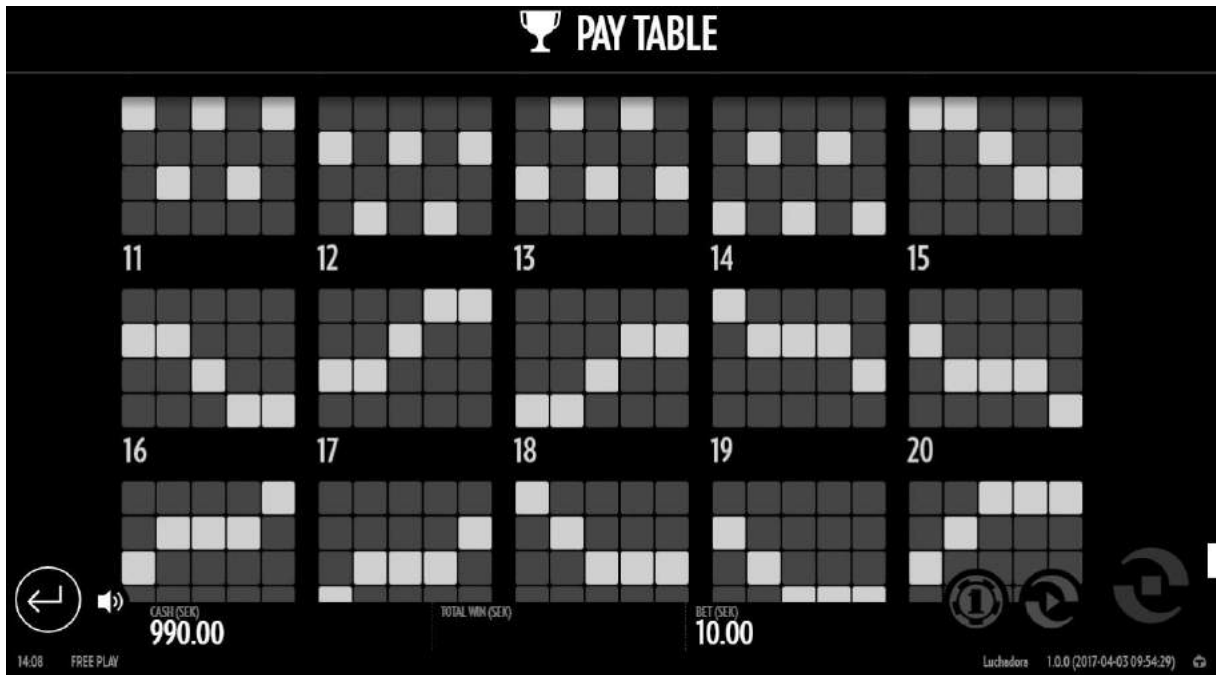 PAY TABLE
11 12 13 14 15
16 17 18 19 20
CASH (SEK) TOTAL WIN (SEK) BET (SEK)
990.00 10.00
1
14:08 FREE PLAY Luchadora 1.0.0 (2017-04-03 09:54:29)